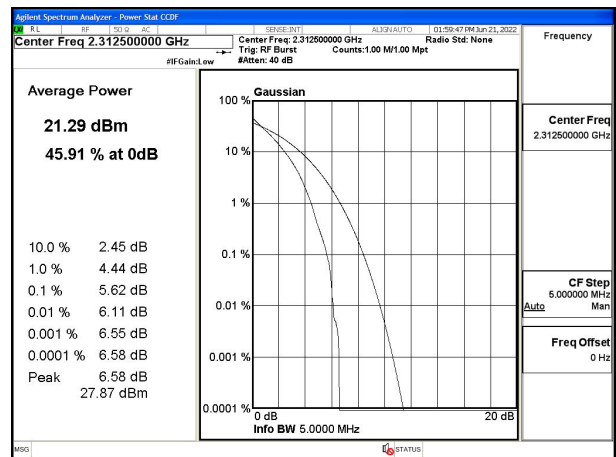 Agilent Spectrum Analyzer - Power Stat CCDF
RL RF 50 Ω AC SENSE:INT ALIGN AUTO 01:59:47 PM Jun 21, 2022
Center Freq 2.312500000 GHz
Center Freq: 2.312500000 GHz Radio Std: None
Trig: RF Burst Counts:1.00 M/1.00 Mpt
#IFGain:Low #Atten: 40 dB
Frequency
Average Power
21.29 dBm
45.91 % at 0dB
10.0 % 2.45 dB
1.0 % 4.44 dB
0.1 % 5.62 dB
0.01 % 6.11 dB
0.001 % 6.55 dB
0.0001 % 6.58 dB
Peak 6.58 dB
27.87 dBm
Gaussian
100 %
10 %
1 %
0.1 %
0.01 %
0.001 %
0.0001 %
0 dB 20 dB
Info BW 5.0000 MHz
Center Freq
2.312500000 GHz
CF Step
5.000000 MHz
Auto Man
Freq Offset
0 Hz
MSG STATUS